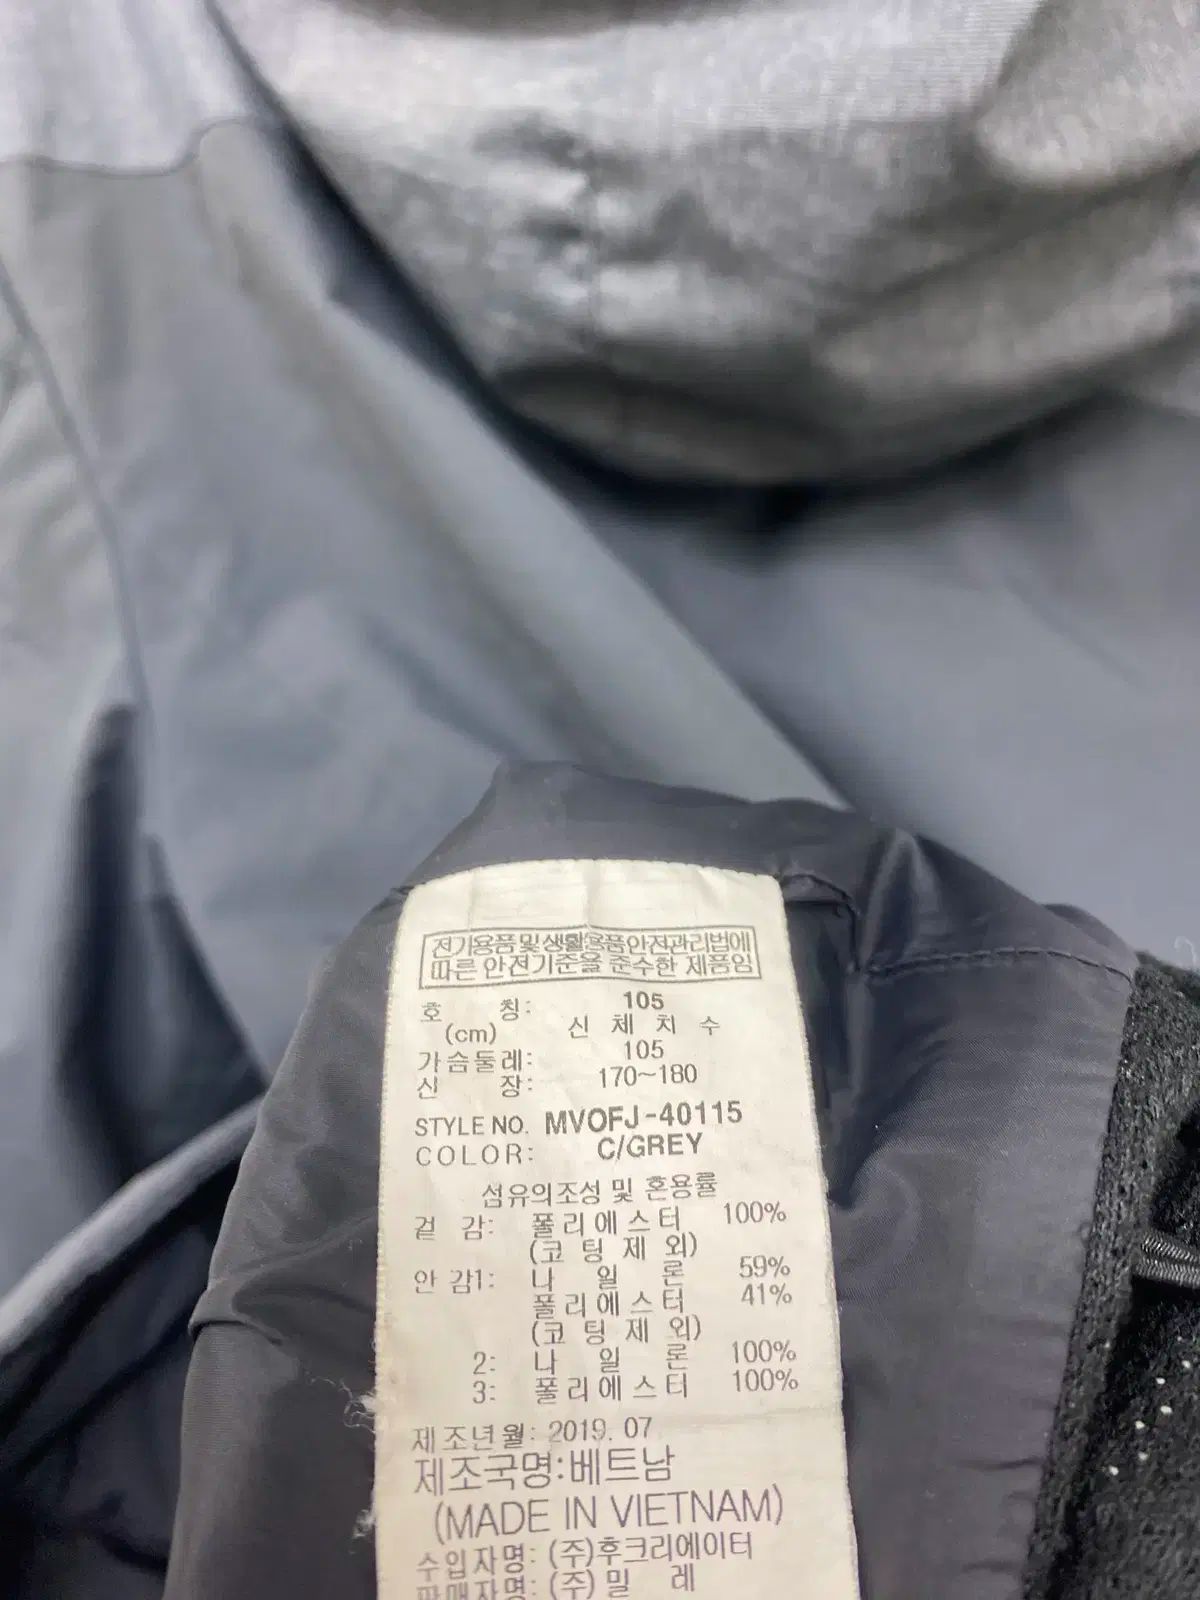 전기용품및생활용품안전관리법에
따른 안전기준을 준수한 제품임
호 칭: 105
(cm) 신 체 치 수
가슴둘레: 105
신 장: 170~180
STYLE NO. MVOFJ-40115
COLOR: C/GREY
섬유의조성 및 혼용률
겉 감: 폴리에스터 100%
(코 팅 제 외)
안 감1: 나 일 론 59%
폴리에스터 41%
(코 팅 제 외)
2: 나 일 론 100%
3: 폴리에스터 100%
제조년월: 2019. 07
제조국명:베트남
(MADE IN VIETNAM)
수입자명: (주)후크리에이터
판매자명: (주) 밀 레